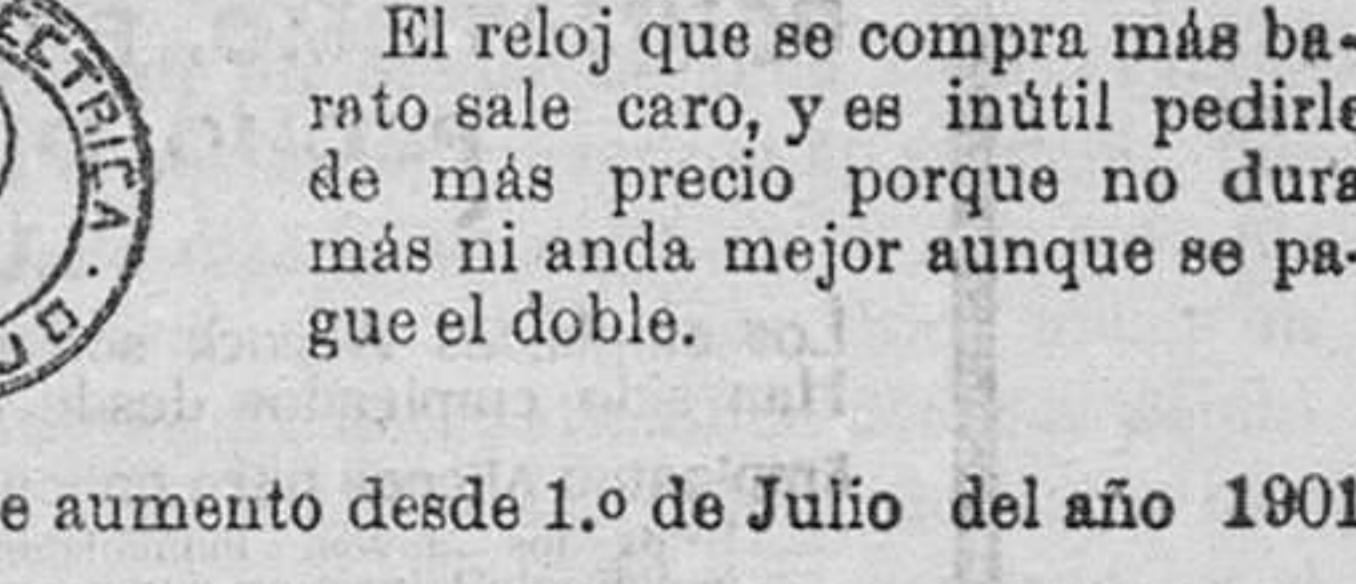 El reloj que se compra más ba-
rato sale caro, y es inútil pedirle
de más precio porque no dura
más ni anda mejor aunque se pa-
gue el doble.
ECTRICA ·
e aumento desde 1.º de Julio del año 1901